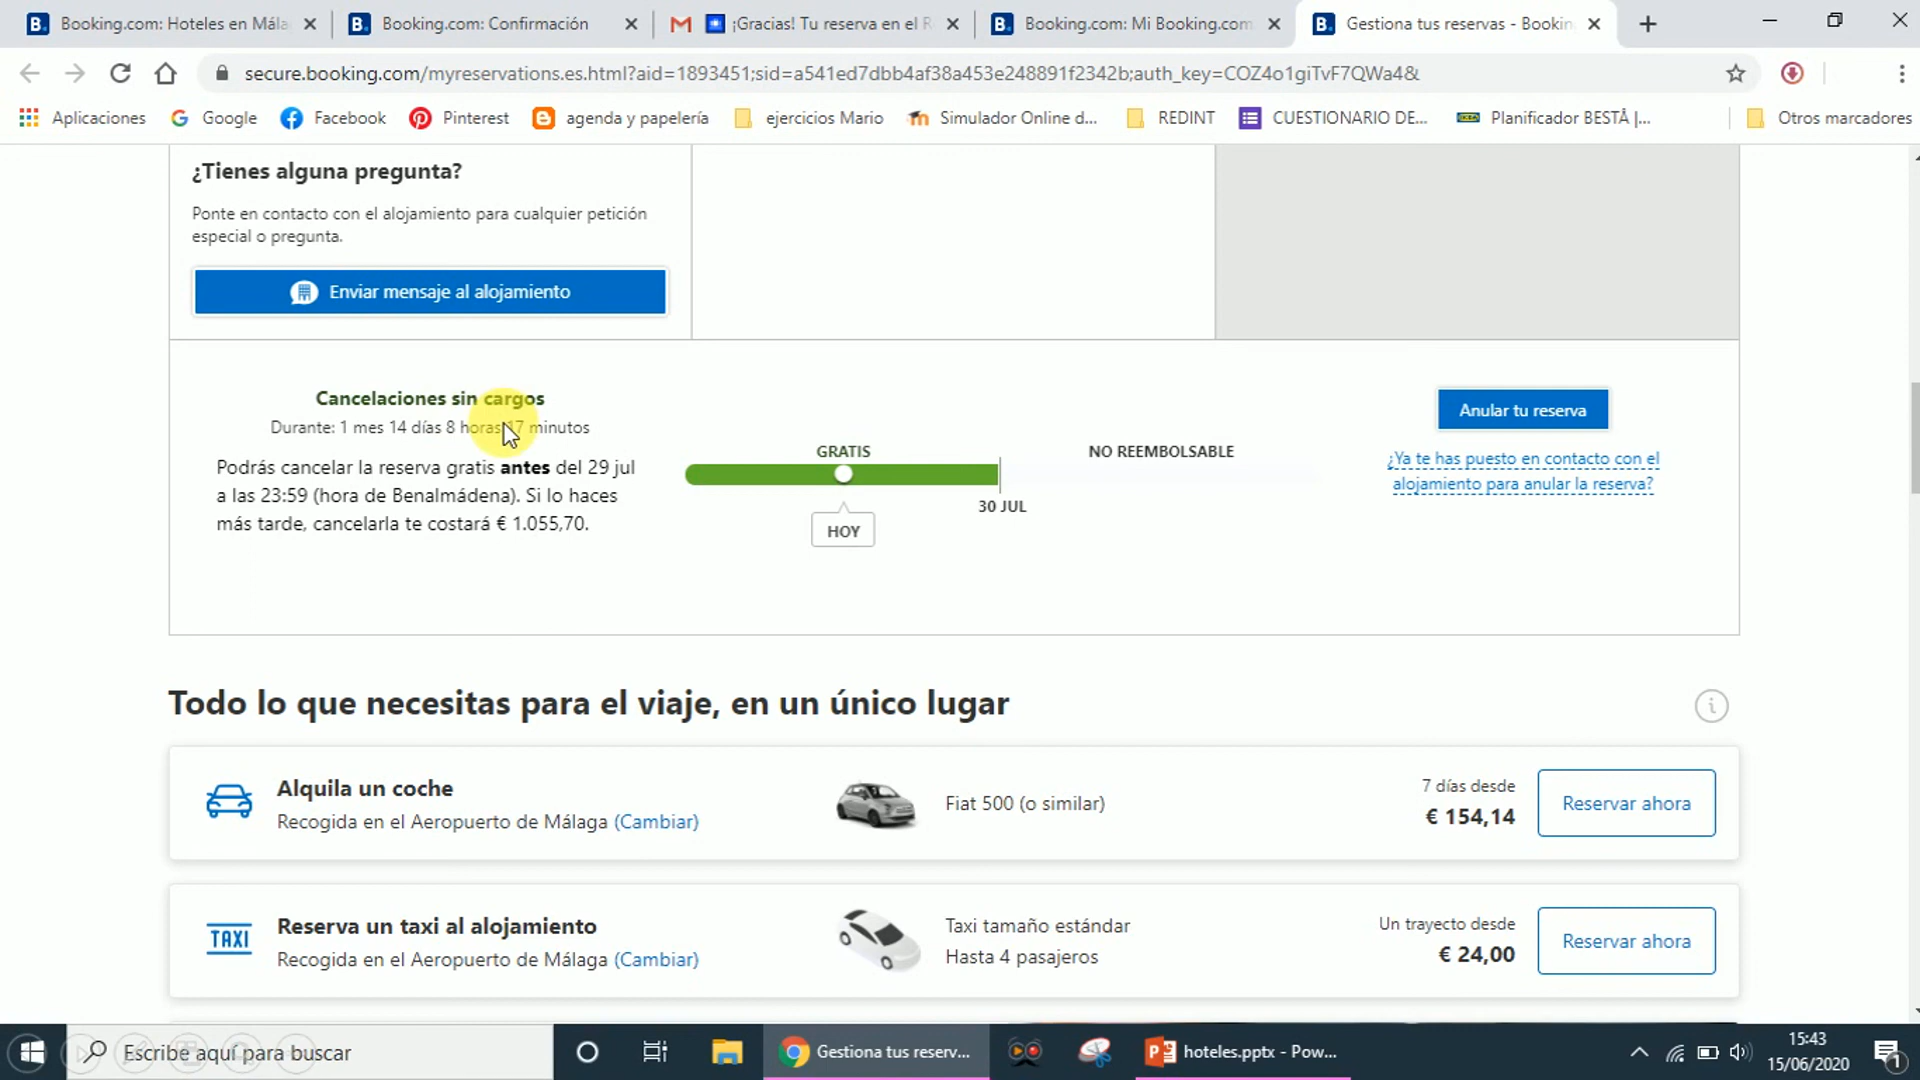 B. Booking.com: Hoteles en Mála
B. Booking.com: Confirmación
¡Gracias! Tu reserva en el R
B. Booking.com: Mi Booking.com
B. Gestiona tus reservas - Bookin
secure.booking.com/myreservations.es.html?aid=1893451;sid=a541ed7dbb4af38a453e248891f2342b;auth_key=COZ4o1giTvF7QWa4&
Aplicaciones
Google
Facebook
Pinterest
agenda y papelería
ejercicios Mario
Simulador Online d...
REDINT
CUESTIONARIO DE...
Planificador BESTÅ |...
Otros marcadores
¿Tienes alguna pregunta?
Ponte en contacto con el alojamiento para cualquier petición
especial o pregunta.
Enviar mensaje al alojamiento
Cancelaciones sin cargos
Durante: 1 mes 14 días 8 horas 17 minutos
Podrás cancelar la reserva gratis antes del 29 jul
a las 23:59 (hora de Benalmádena). Si lo haces
más tarde, cancelarla te costará € 1.055,70.
GRATIS
NO REEMBOLSABLE
30 JUL
HOY
Anular tu reserva
¿Ya te has puesto en contacto con el
alojamiento para anular la reserva?
Todo lo que necesitas para el viaje, en un único lugar
Alquila un coche
Recogida en el Aeropuerto de Málaga (Cambiar)
Fiat 500 (o similar)
7 días desde
€ 154,14
Reservar ahora
TAXI
Reserva un taxi al alojamiento
Recogida en el Aeropuerto de Málaga (Cambiar)
Taxi tamaño estándar
Hasta 4 pasajeros
Un trayecto desde
€ 24,00
Reservar ahora
Escribe aquí para buscar
Gestiona tus reserv...
hoteles.pptx - Pow...
15:43
15/06/2020
1